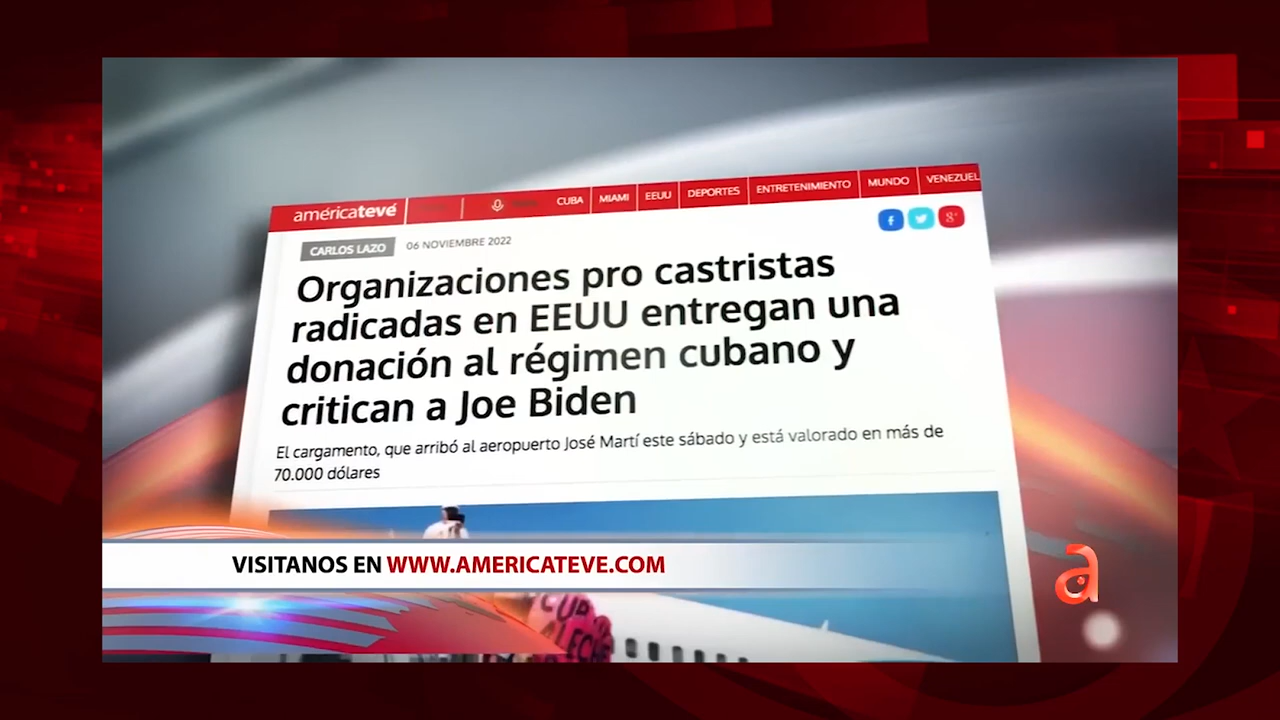 américatevé
CUBA
MIAMI
EEUU
DEPORTES
ENTRETENIMIENTO
MUNDO
VENEZUEL
CARLOS LAZO
06 NOVIEMBRE 2022
Organizaciones pro castristas
radicadas en EEUU entregan una
donación al régimen cubano y
critican a Joe Biden
El cargamento, que arribó al aeropuerto José Martí este sábado y está valorado en más de
70.000 dólares
VISITANOS EN WWW.AMERICATEVE.COM
a